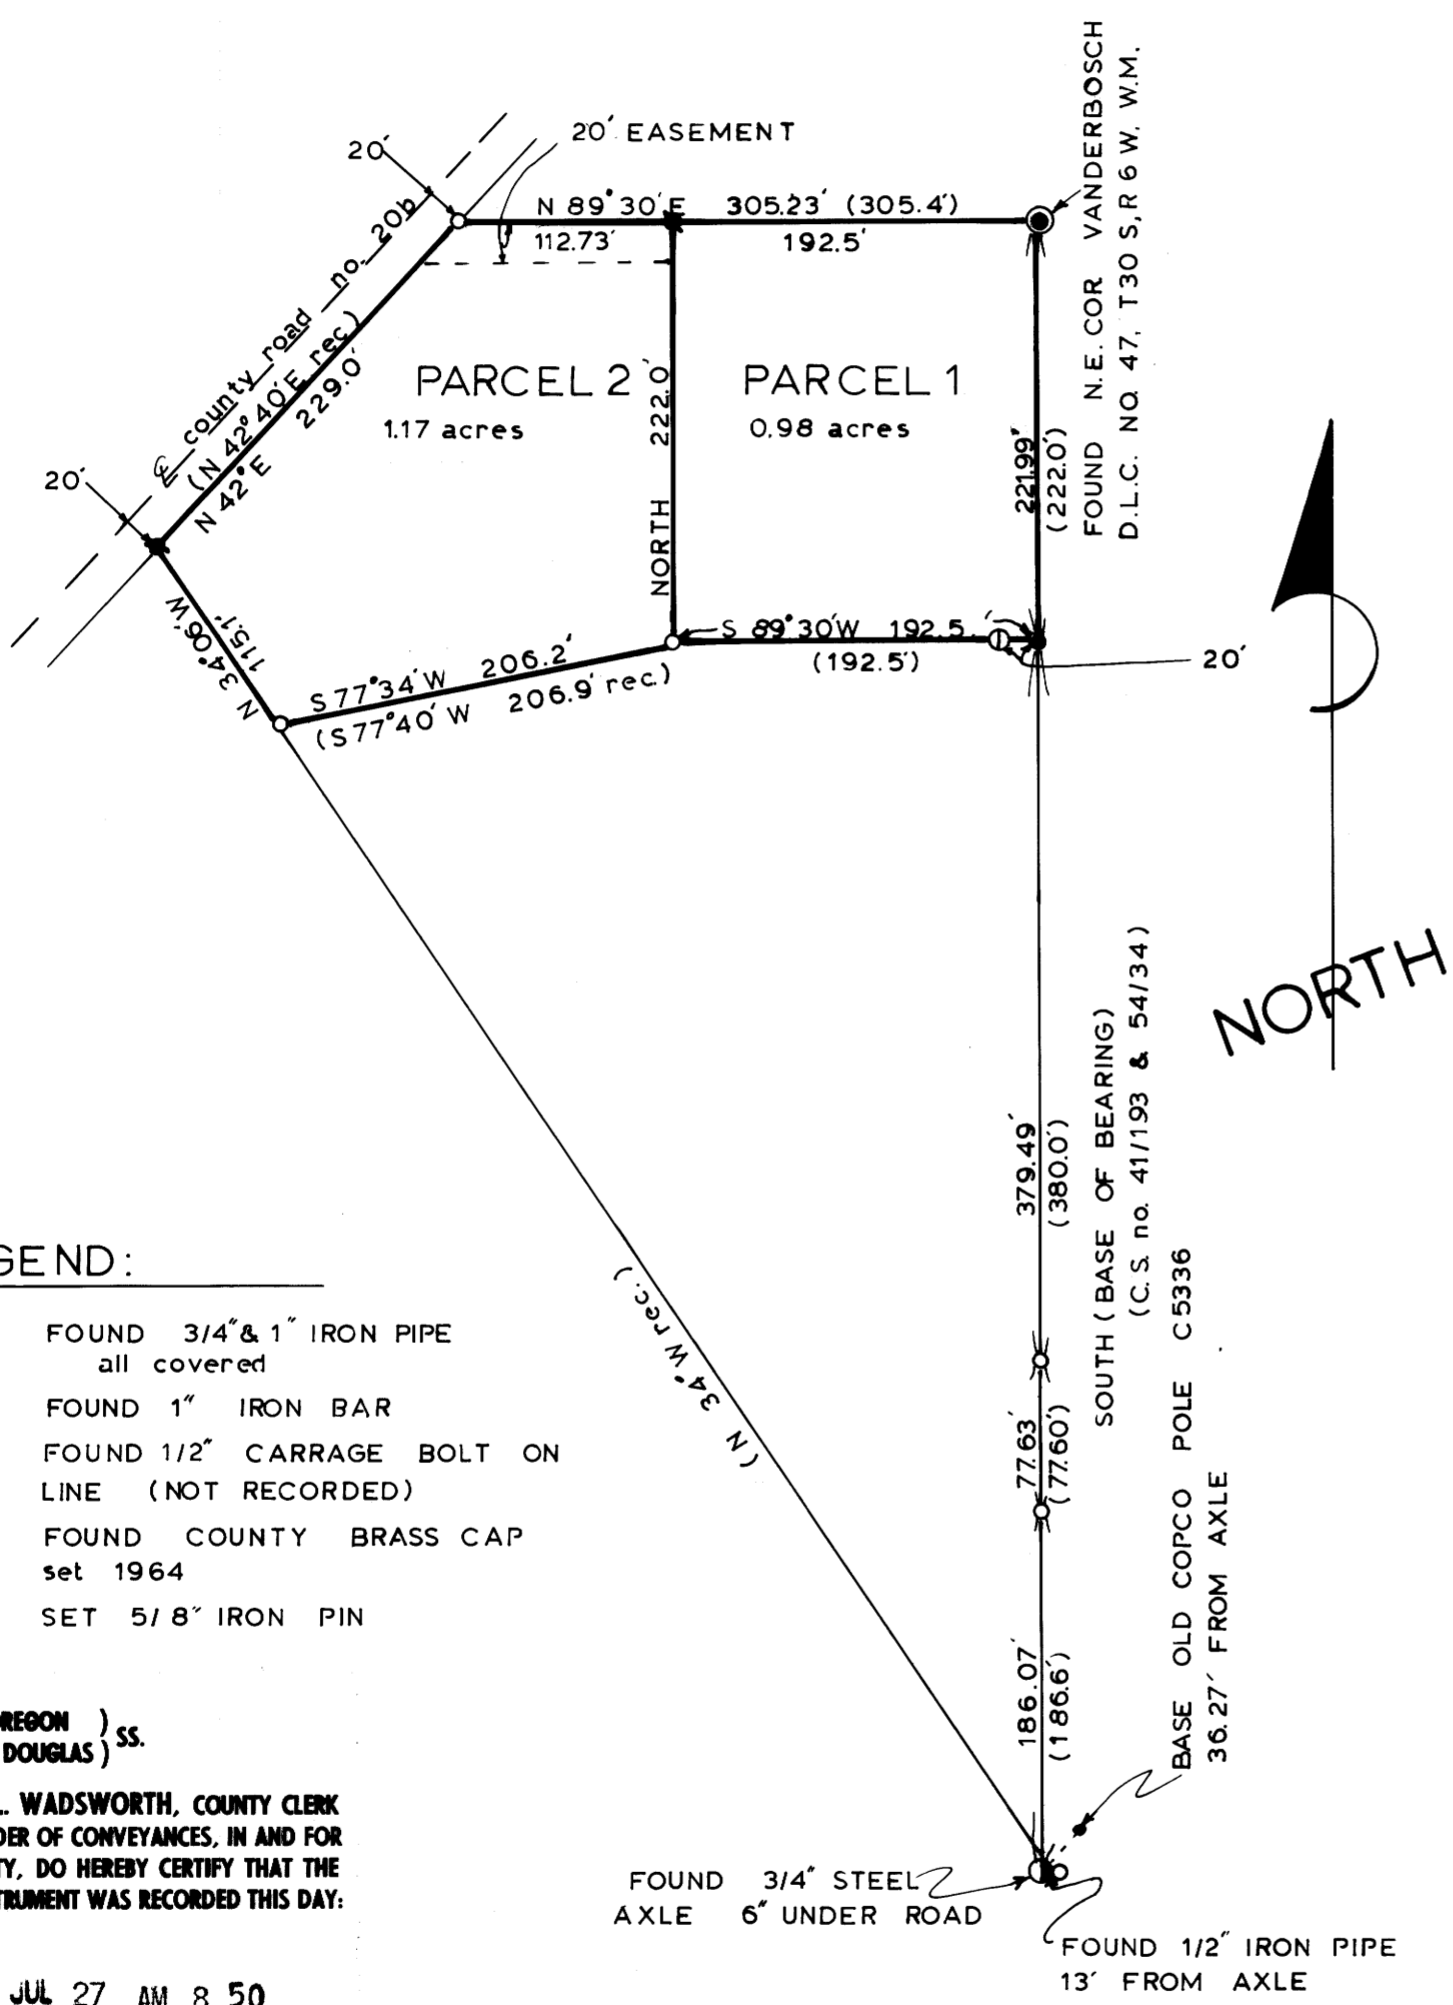 20' EASEMENT
20'
N 89° 30' E 305.23' (305.4')
112.73'
192.5'
FOUND N.E. COR VANDERBOSCH
D.L.C. NO. 47, T30 S, R 6 W, W.M.
℄ county road no. 20b
(N 42° 40' E rec)
N 42° E 229.0'
PARCEL 2
1.17 acres
NORTH 222.0'
PARCEL 1
0.98 acres
221.99'
(222.0')
20'
N 34° 06' W
115.1'
S 77° 34' W 206.2'
(S 77° 40' W 206.9' rec.)
S 89° 30' W 192.5'
(192.5')
20'
NORTH
379.49'
(380.0')
SOUTH (BASE OF BEARING)
(C. S. no. 41/193 & 54/34)
(N 34° W rec.)
77.63'
(77.60')
186.07'
(186.6')
BASE OLD COPCO POLE C5336
36.27' FROM AXLE
FOUND 3/4" STEEL
AXLE 6" UNDER ROAD
FOUND 1/2" IRON PIPE
13' FROM AXLE
GEND:
FOUND 3/4" & 1" IRON PIPE
all covered
FOUND 1" IRON BAR
FOUND 1/2" CARRAGE BOLT ON
LINE (NOT RECORDED)
FOUND COUNTY BRASS CAP
set 1964
SET 5/8" IRON PIN
REGON )
DOUGLAS ) SS.
L. WADSWORTH, COUNTY CLERK
DER OF CONVEYANCES, IN AND FOR
TY, DO HEREBY CERTIFY THAT THE
TRUMENT WAS RECORDED THIS DAY:
JUL 27 AM 8 50